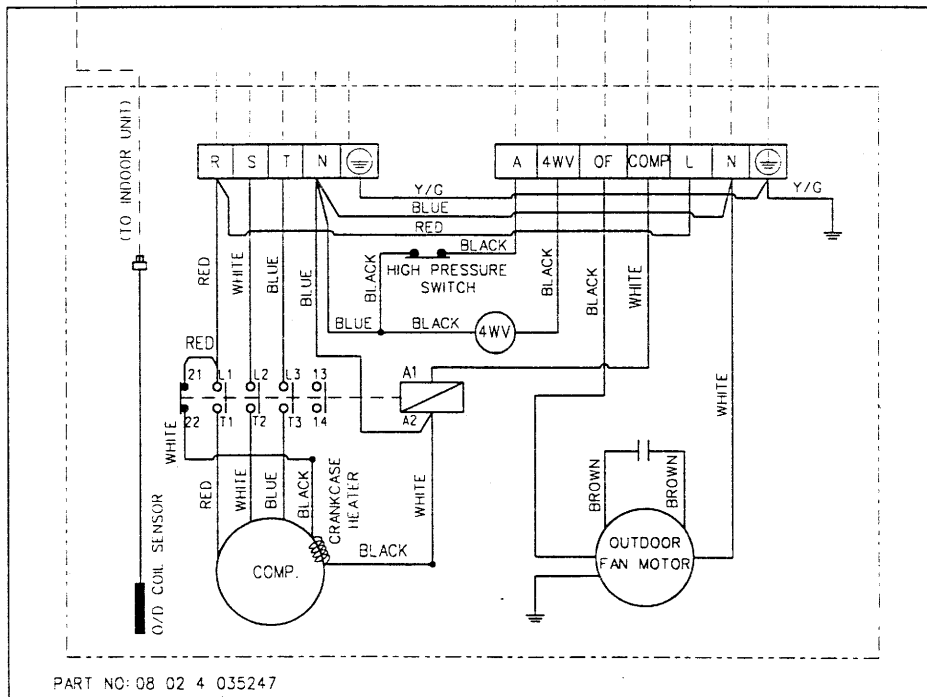 (TO INDOOR UNIT)
R S T N
A 4WV OF COMP L N
Y/G
Y/G
BLUE
RED
BLACK
HIGH PRESSURE
SWITCH
RED
WHITE
BLUE
BLUE
BLACK
BLACK
BLACK
WHITE
BLUE
BLACK
4WV
RED
21 L1 L2 L3 13
A1
22 T1 T2 T3 14
A2
WHITE
WHITE
RED
WHITE
BLUE
BLACK
CRANKCASE
HEATER
WHITE
BLACK
BROWN
BROWN
COMP.
OUTDOOR
FAN MOTOR
O/D COIL SENSOR
PART NO: 08 02 4 035247